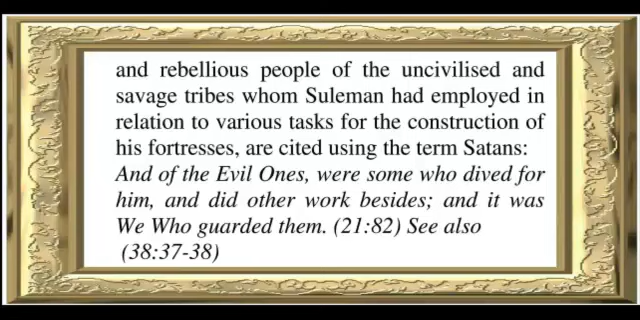 and rebellious people of the uncivilised and
savage tribes whom Suleman had employed in
relation to various tasks for the construction of
his fortresses, are cited using the term Satans:
And of the Evil Ones, were some who dived for
him, and did other work besides; and it was
We Who guarded them. (21:82) See also
(38:37-38)